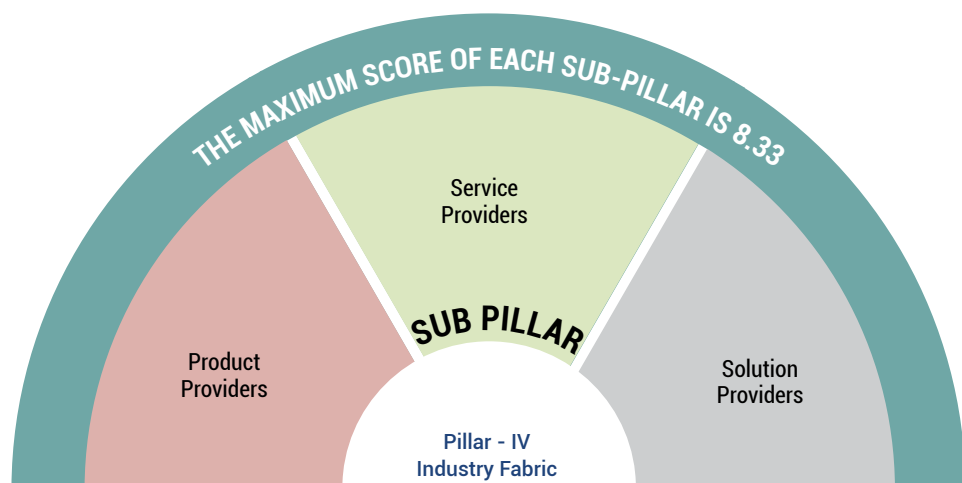 THE MAXIMUM SCORE OF EACH SUB-PILLAR IS 8.33
Service
Providers
SUB PILLAR
Product
Providers
Solution
Providers
Pillar - IV
Industry Fabric